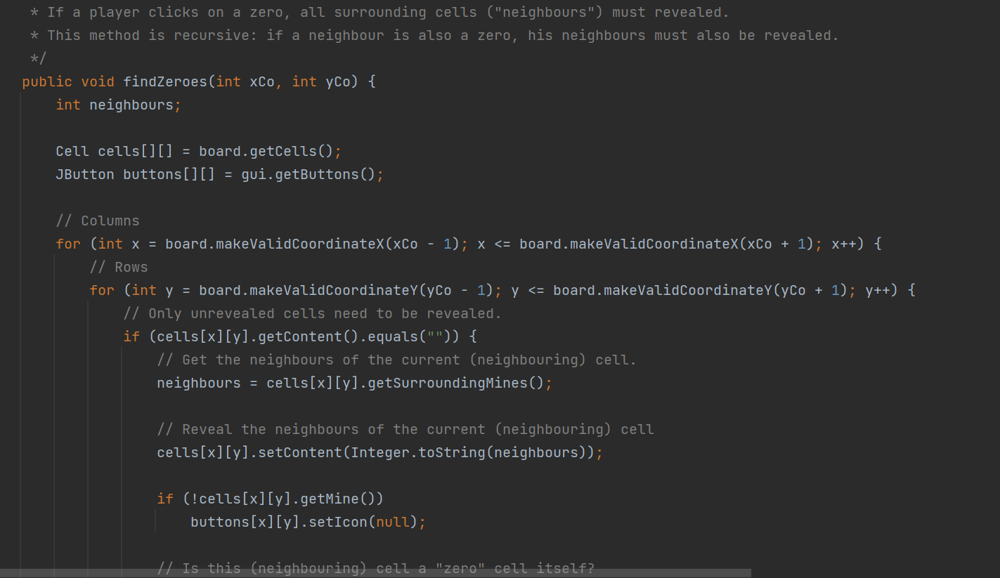 * If a player clicks on a zero, all surrounding cells ("neighbours") must revealed.
* This method is recursive: if a neighbour is also a zero, his neighbours must also be revealed.
*/
public void findZeroes(int xCo, int yCo) {
int neighbours;
Cell cells[][] = board.getCells();
JButton buttons[][] = gui.getButtons();
// Columns
for (int x = board.makeValidCoordinateX(xCo - 1); x <= board.makeValidCoordinateX(xCo + 1); x++) {
// Rows
for (int y = board.makeValidCoordinateY(yCo - 1); y <= board.makeValidCoordinateY(yCo + 1); y++) {
// Only unrevealed cells need to be revealed.
if (cells[x][y].getContent().equals("")) {
// Get the neighbours of the current (neighbouring) cell.
neighbours = cells[x][y].getSurroundingMines();
// Reveal the neighbours of the current (neighbouring) cell
cells[x][y].setContent(Integer.toString(neighbours));
if (!cells[x][y].getMine())
buttons[x][y].setIcon(null);
// Is this (neighbouring) cell a "zero" cell itself?